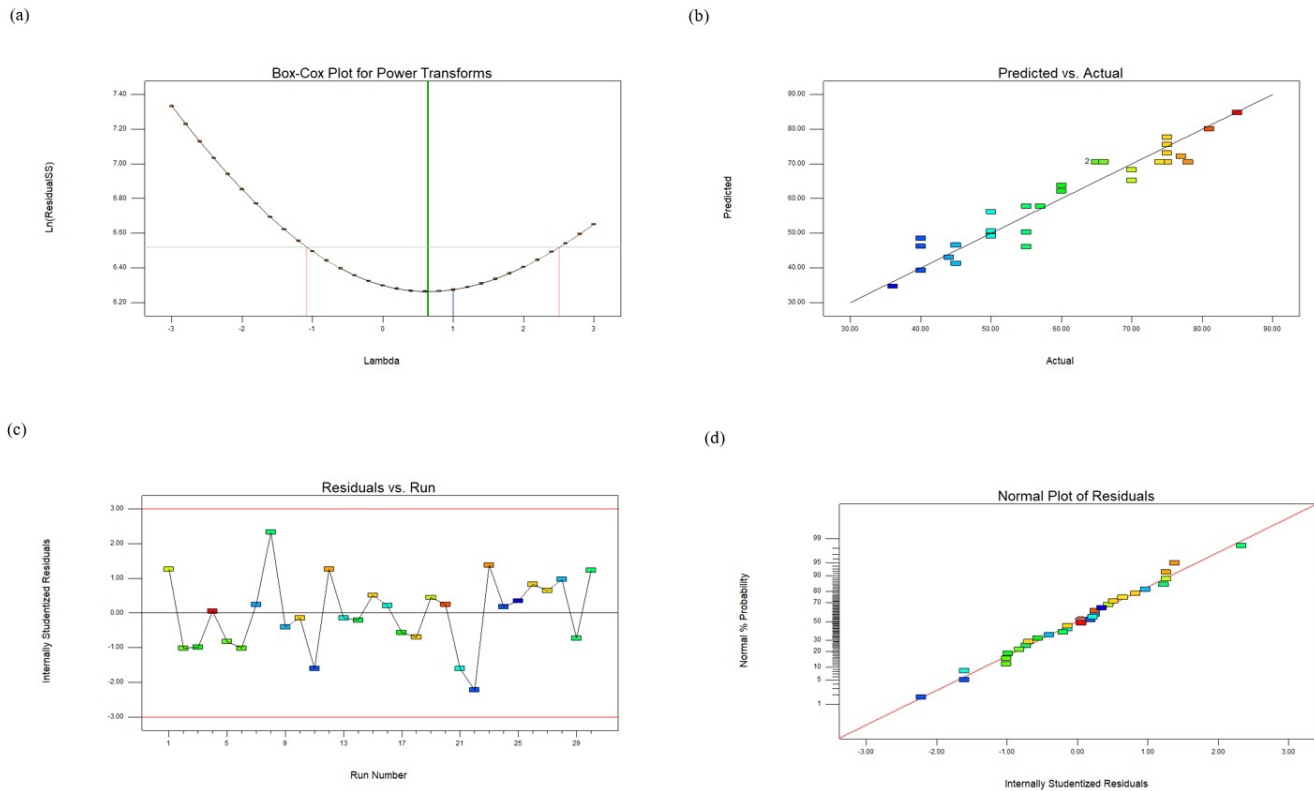 (a)
Box-Cox Plot for Power Transforms
Ln(ResidualSS)
7.40
7.20
7.00
6.80
6.60
6.40
6.20
-3 -2 -1 0 1 2 3
Lambda
(b)
Predicted vs. Actual
Predicted
90.00
80.00
70.00
60.00
50.00
40.00
30.00
2
30.00 40.00 50.00 60.00 70.00 80.00 90.00
Actual
(c)
Residuals vs. Run
Internally Studentized Residuals
3.00
2.00
1.00
0.00
-1.00
-2.00
-3.00
1 5 9 13 17 21 25 29
Run Number
(d)
Normal Plot of Residuals
Normal % Probability
99
95
90
80
70
50
30
20
10
5
1
-3.00 -2.00 -1.00 0.00 1.00 2.00 3.00
Internally Studentized Residuals